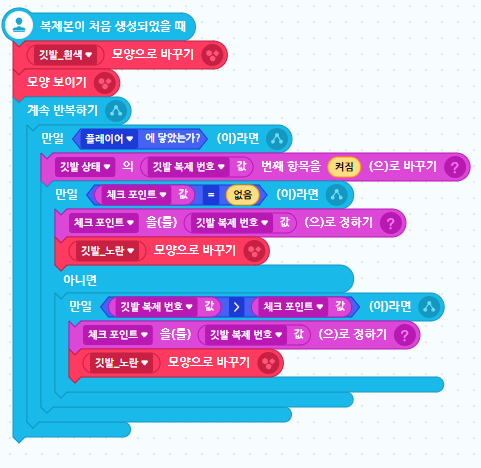 복제본이 처음 생성되었을 때
깃발_흰색 모양으로 바꾸기
모양 보이기
계속 반복하기
만일 플레이어 에 닿았는가? (이)라면
깃발 상태 의 깃발 복제 번호 값 번째 항목을 켜짐 (으)로 바꾸기 ?
만일 체크 포인트 값 = 없음 (이)라면
체크 포인트 을(를) 깃발 복제 번호 값 (으)로 정하기 ?
깃발_노란 모양으로 바꾸기
아니면
만일 깃발 복제 번호 값 > 체크 포인트 값 (이)라면
체크 포인트 을(를) 깃발 복제 번호 값 (으)로 정하기 ?
깃발_노란 모양으로 바꾸기